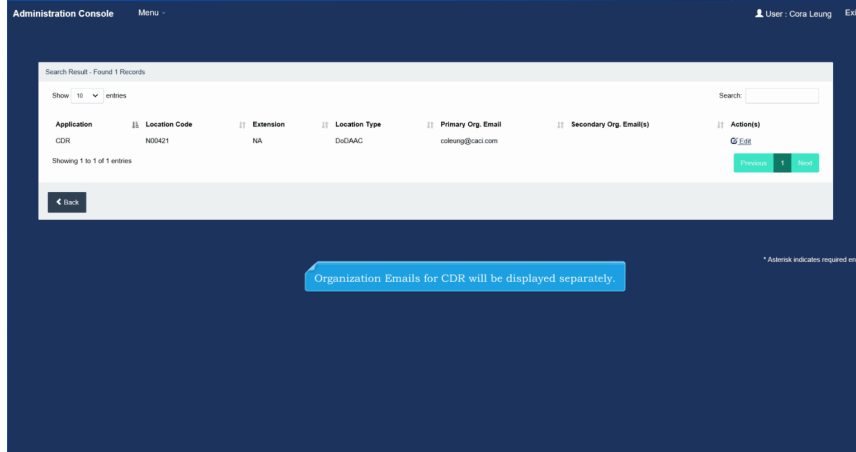 Administration Console Menu User : Cora Leung
Search Result - Found 1 Records
Show 10 entries Search:
Application Location Code Extension Location Type Primary Org. Email Secondary Org. Email(s) Action(s)
CDR N00421 NA DoDAAC coleung@caci.com Edit
Showing 1 to 1 of 1 entries Previous 1 Next
Back
* Asterisk indicates required
Organization Emails for CDR will be displayed separately.